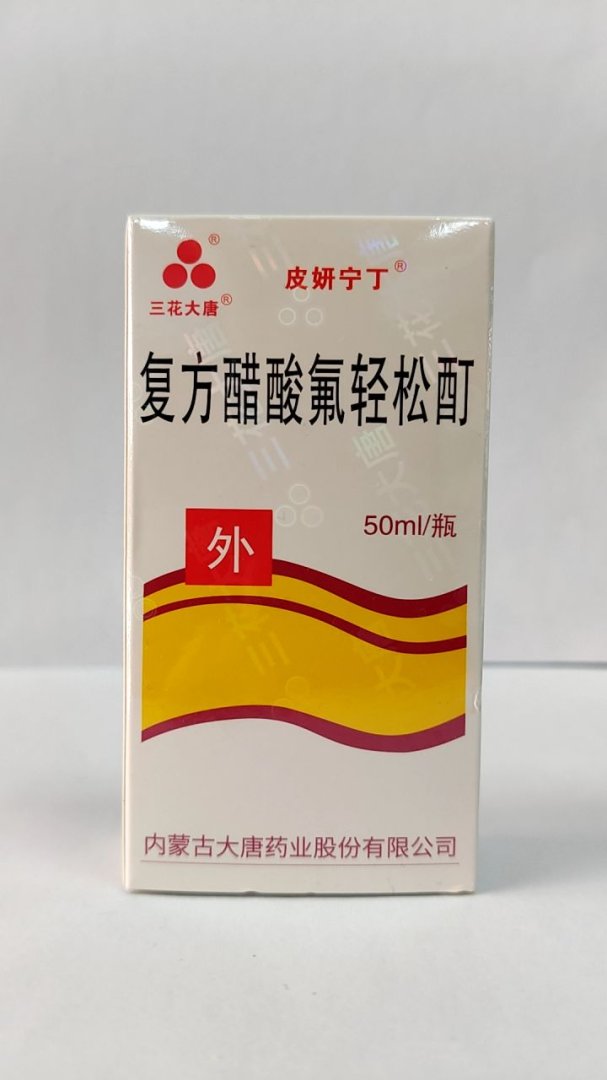 皮妍宁丁®
三花大唐®
复方醋酸氟轻松酊
50ml/瓶
外
内蒙古大唐药业股份有限公司